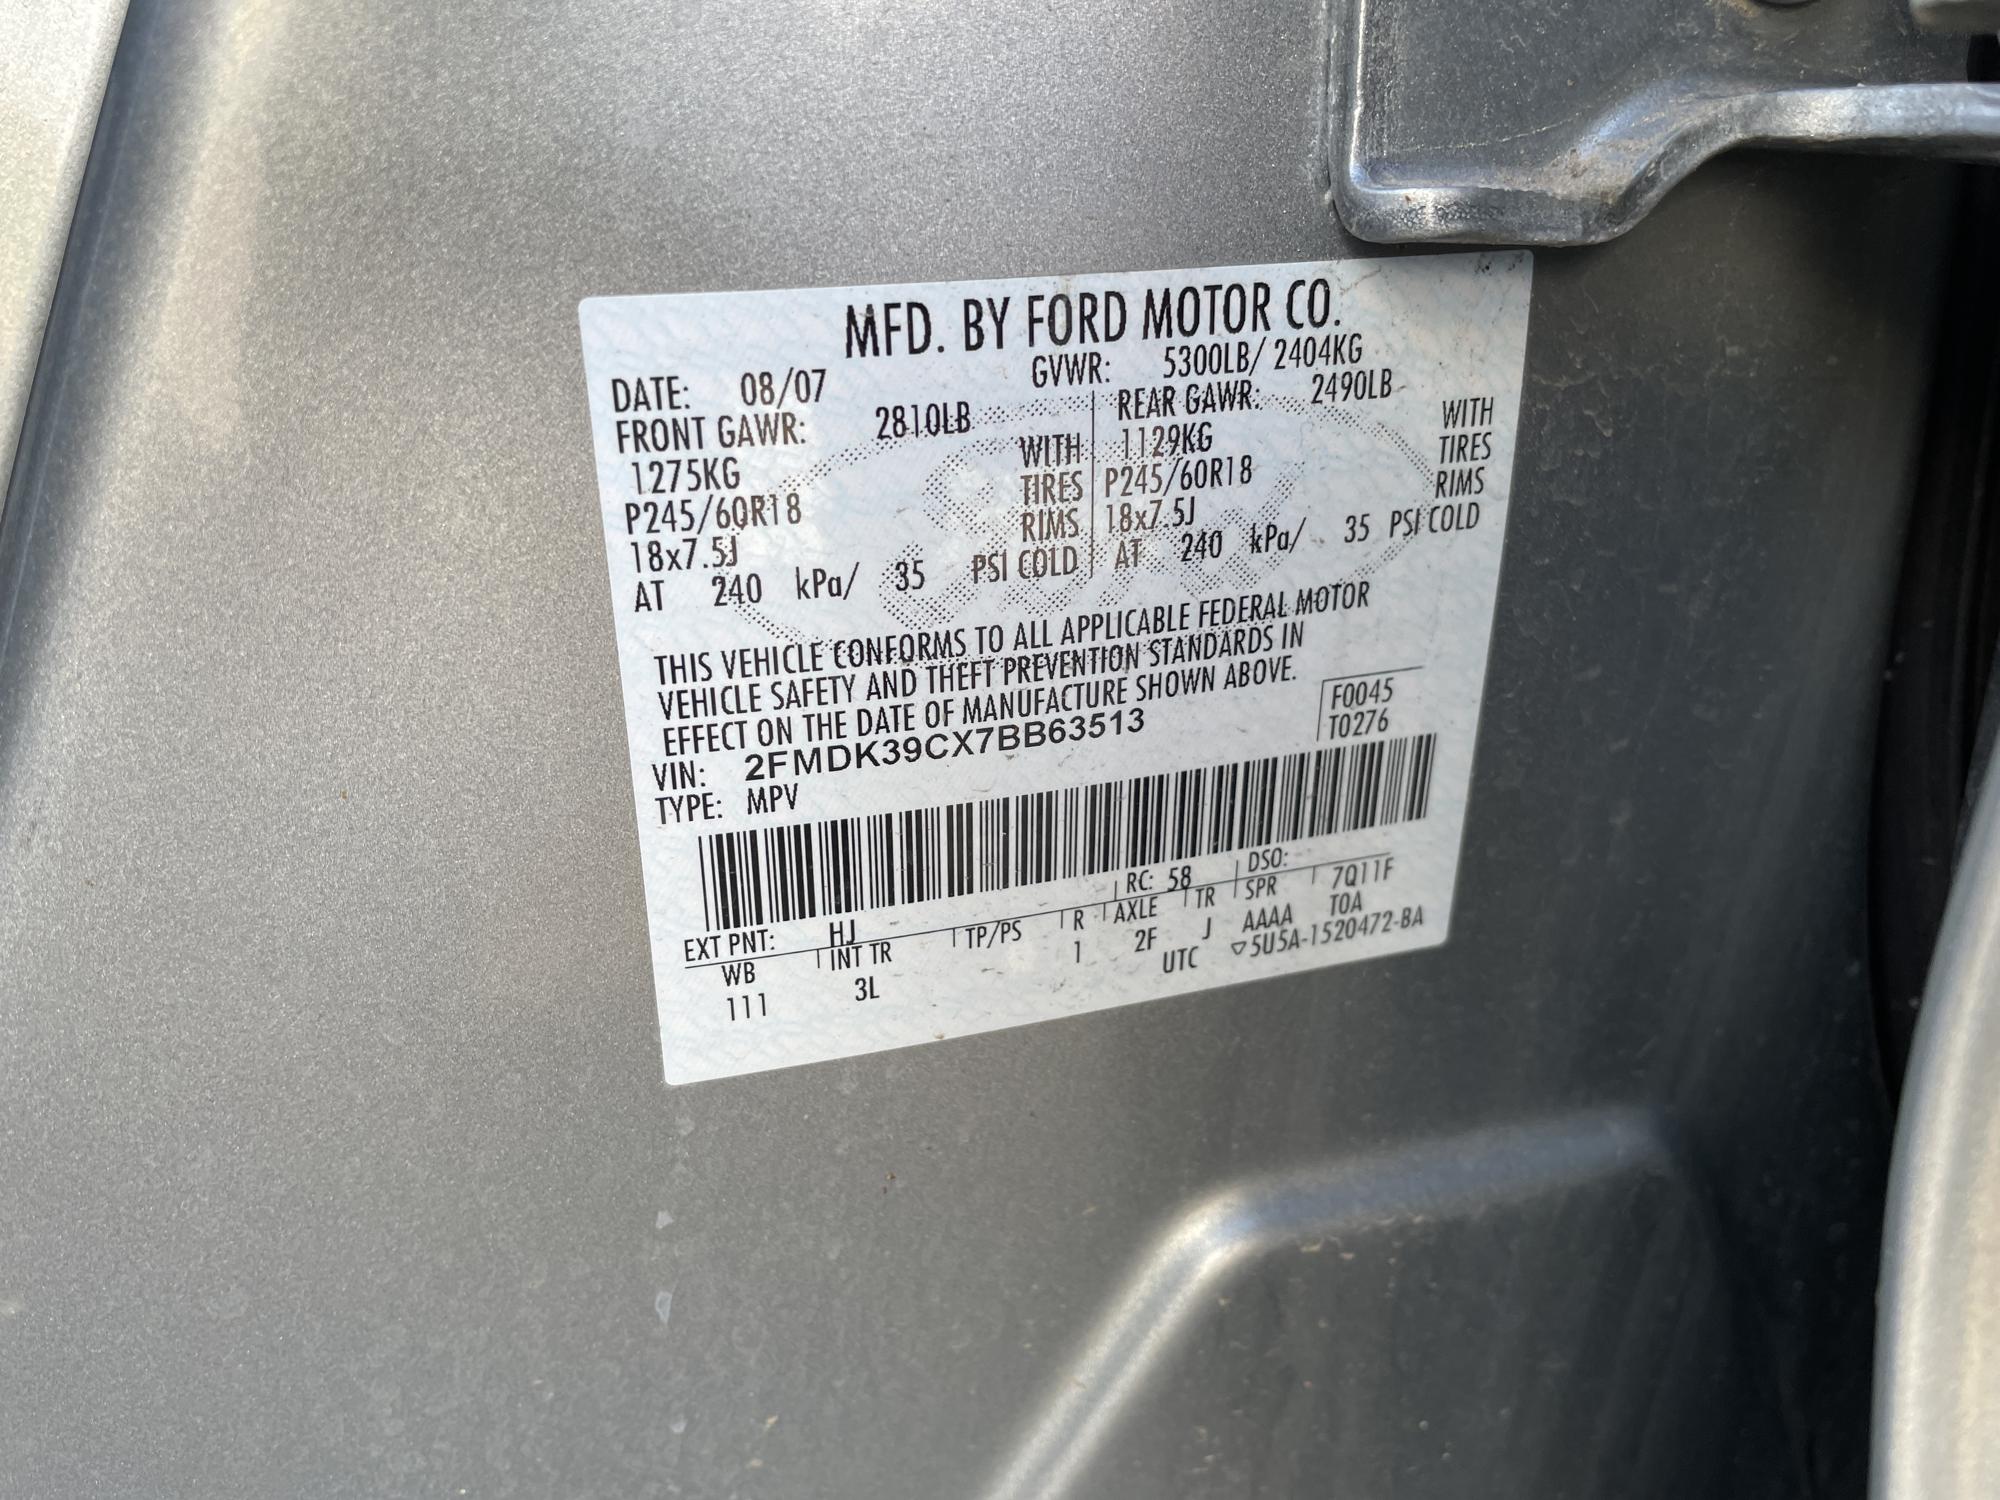 MFD. BY FORD MOTOR CO.
DATE: 08/07 GVWR: 5300LB/ 2404KG
FRONT GAWR: 2810LB REAR GAWR: 2490LB
1275KG WITH 1129KG WITH
P245/60R18 TIRES P245/60R18 TIRES
18x7.5J RIMS 18x7.5J RIMS
AT 240 kPa/ 35 PSI COLD AT 240 kPa/ 35 PSI COLD
THIS VEHICLE CONFORMS TO ALL APPLICABLE FEDERAL MOTOR
VEHICLE SAFETY AND THEFT PREVENTION STANDARDS IN
EFFECT ON THE DATE OF MANUFACTURE SHOWN ABOVE.
VIN: 2FMDK39CX7BB63513 F0045
TYPE: MPV T0276
EXT PNT: HJ RC: 58 DSO:
WB INT TR TP/PS R AXLE TR SPR 7Q11F
111 3L 1 2F J AAAA TOA
UTC ▽5U5A-1520472-BA